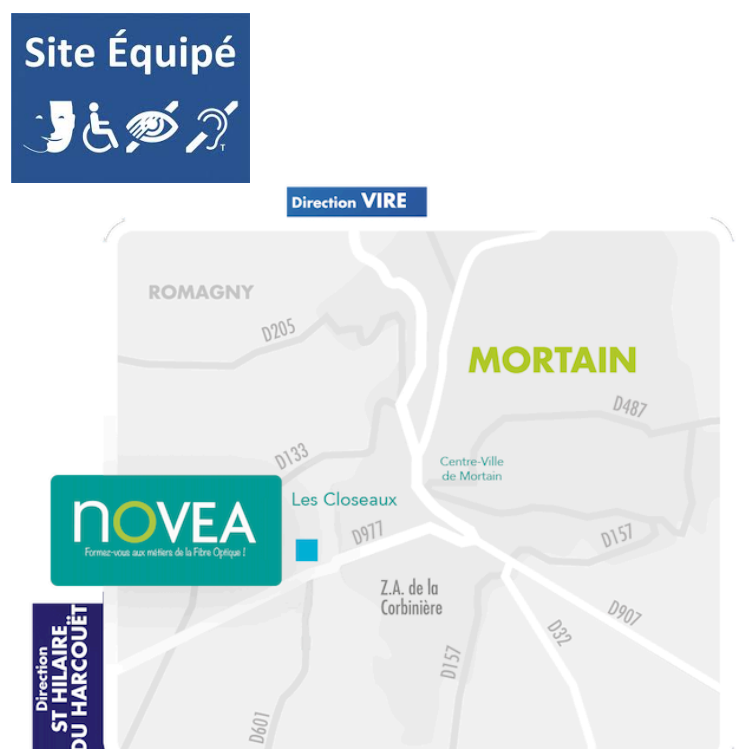 Site Équipé
T
Direction VIRE
ROMAGNY
D205
MORTAIN
D487
D133
Centre-Ville
de Mortain
Les Closeaux
NOVEA
Formez-vous aux métiers de la Fibre Optique !
D977
D157
Z.A. de la
Corbinière
D907
D32
Direction
ST HILAIRE
DU HARCOUËT
D157
D601